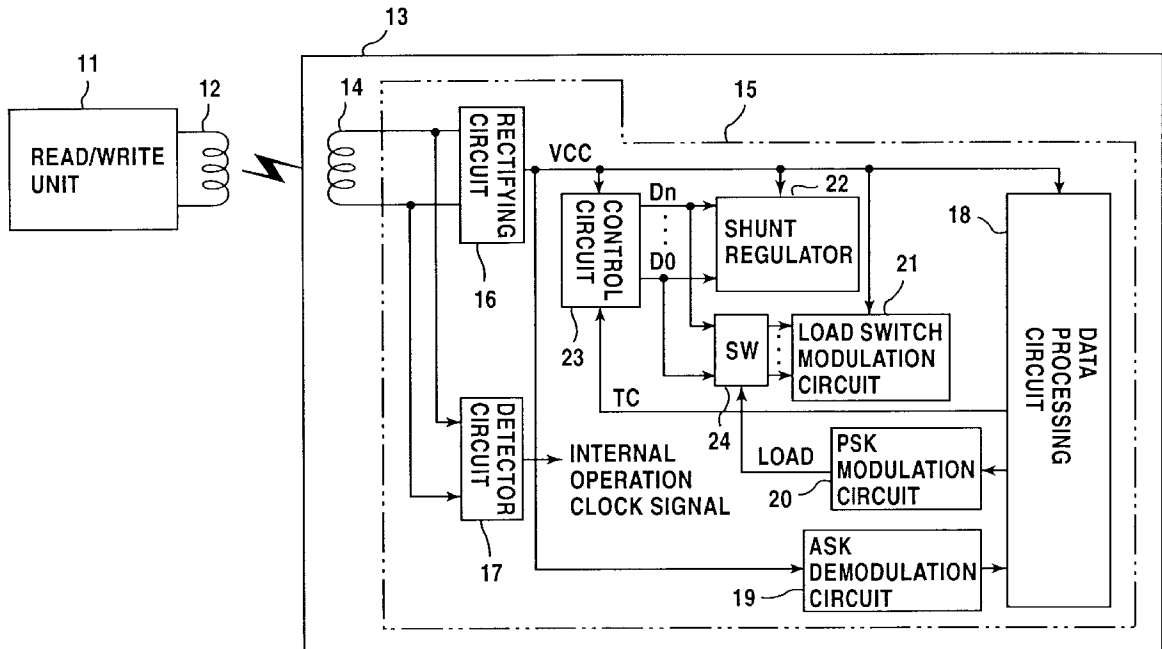 13
11
12
14
15
READ/WRITE
UNIT
RECTIFYING
CIRCUIT
16
VCC
CONTROL
CIRCUIT
23
Dn
D0
22
SHUNT
REGULATOR
18
21
SW
24
LOAD SWITCH
MODULATION
CIRCUIT
DATA
PROCESSING
CIRCUIT
TC
DETECTOR
CIRCUIT
17
INTERNAL
OPERATION
CLOCK SIGNAL
LOAD
PSK
MODULATION
CIRCUIT
20
ASK
DEMODULATION
CIRCUIT
19